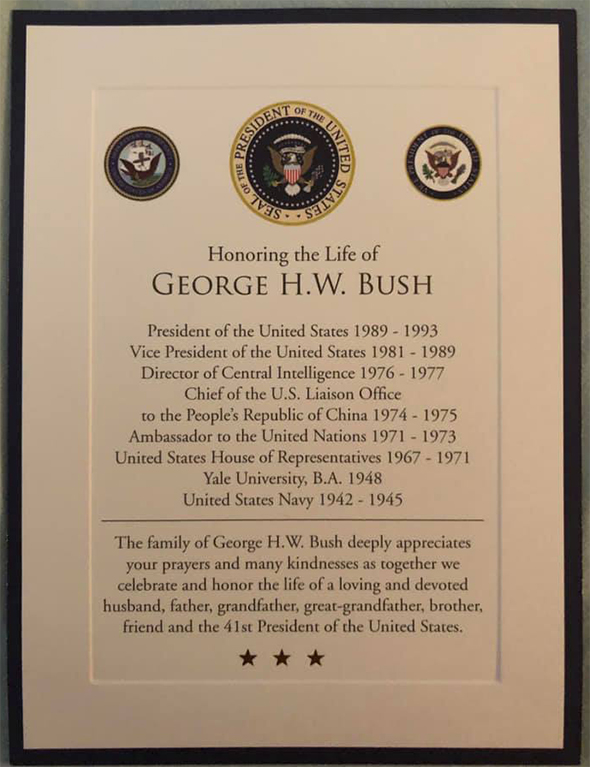 SEAL OF THE PRESIDENT OF THE UNITED STATES
Honoring the Life of
GEORGE H.W. BUSH
President of the United States 1989 - 1993
Vice President of the United States 1981 - 1989
Director of Central Intelligence 1976 - 1977
Chief of the U.S. Liaison Office
to the People's Republic of China 1974 - 1975
Ambassador to the United Nations 1971 - 1973
United States House of Representatives 1967 - 1971
Yale University, B.A. 1948
United States Navy 1942 - 1945
The family of George H.W. Bush deeply appreciates
your prayers and many kindnesses as together we
celebrate and honor the life of a loving and devoted
husband, father, grandfather, great-grandfather, brother,
friend and the 41st President of the United States.